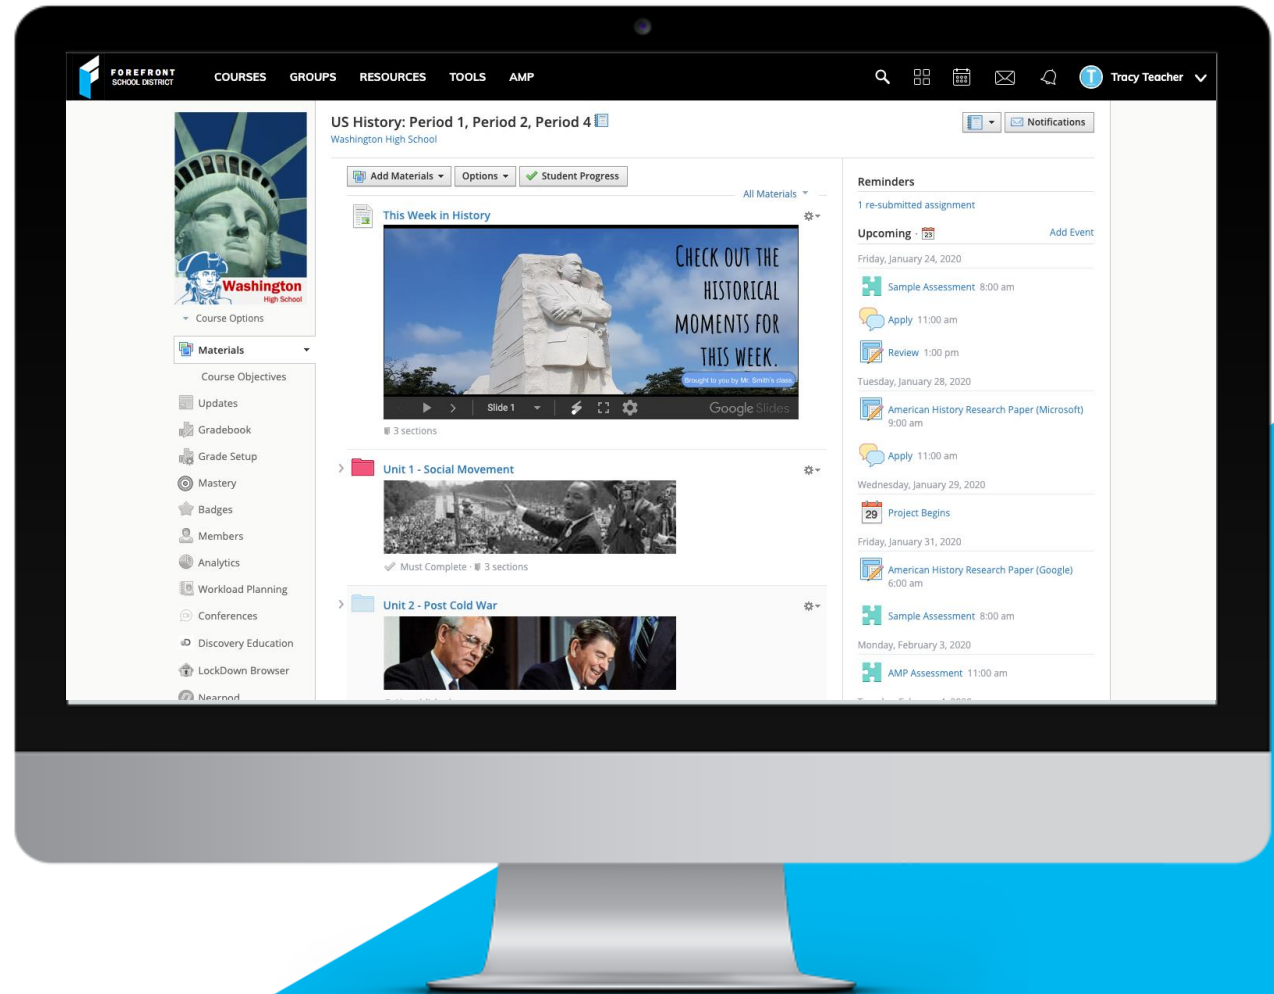 FOREFRONT
SCHOOL DISTRICT
COURSES GROUPS RESOURCES TOOLS AMP
T Tracy Teacher
Washington
High School
Course Options
Materials
Course Objectives
Updates
Gradebook
Grade Setup
Mastery
Badges
Members
Analytics
Workload Planning
Conferences
Discovery Education
LockDown Browser
Nearpod
US History: Period 1, Period 2, Period 4
Washington High School
Notifications
Add Materials Options Student Progress
All Materials
This Week in History
CHECK OUT THE
HISTORICAL
MOMENTS FOR
THIS WEEK.
Brought to you by Mr. Smith's class
Slide 1 Google Slides
3 sections
Unit 1 - Social Movement
Must Complete · 3 sections
Unit 2 - Post Cold War
Reminders
1 re-submitted assignment
Upcoming · 23 Add Event
Friday, January 24, 2020
Sample Assessment 8:00 am
Apply 11:00 am
Review 1:00 pm
Tuesday, January 28, 2020
American History Research Paper (Microsoft)
9:00 am
Apply 11:00 am
Wednesday, January 29, 2020
29 Project Begins
Friday, January 31, 2020
American History Research Paper (Google)
6:00 am
Sample Assessment 8:00 am
Monday, February 3, 2020
AMP Assessment 11:00 am